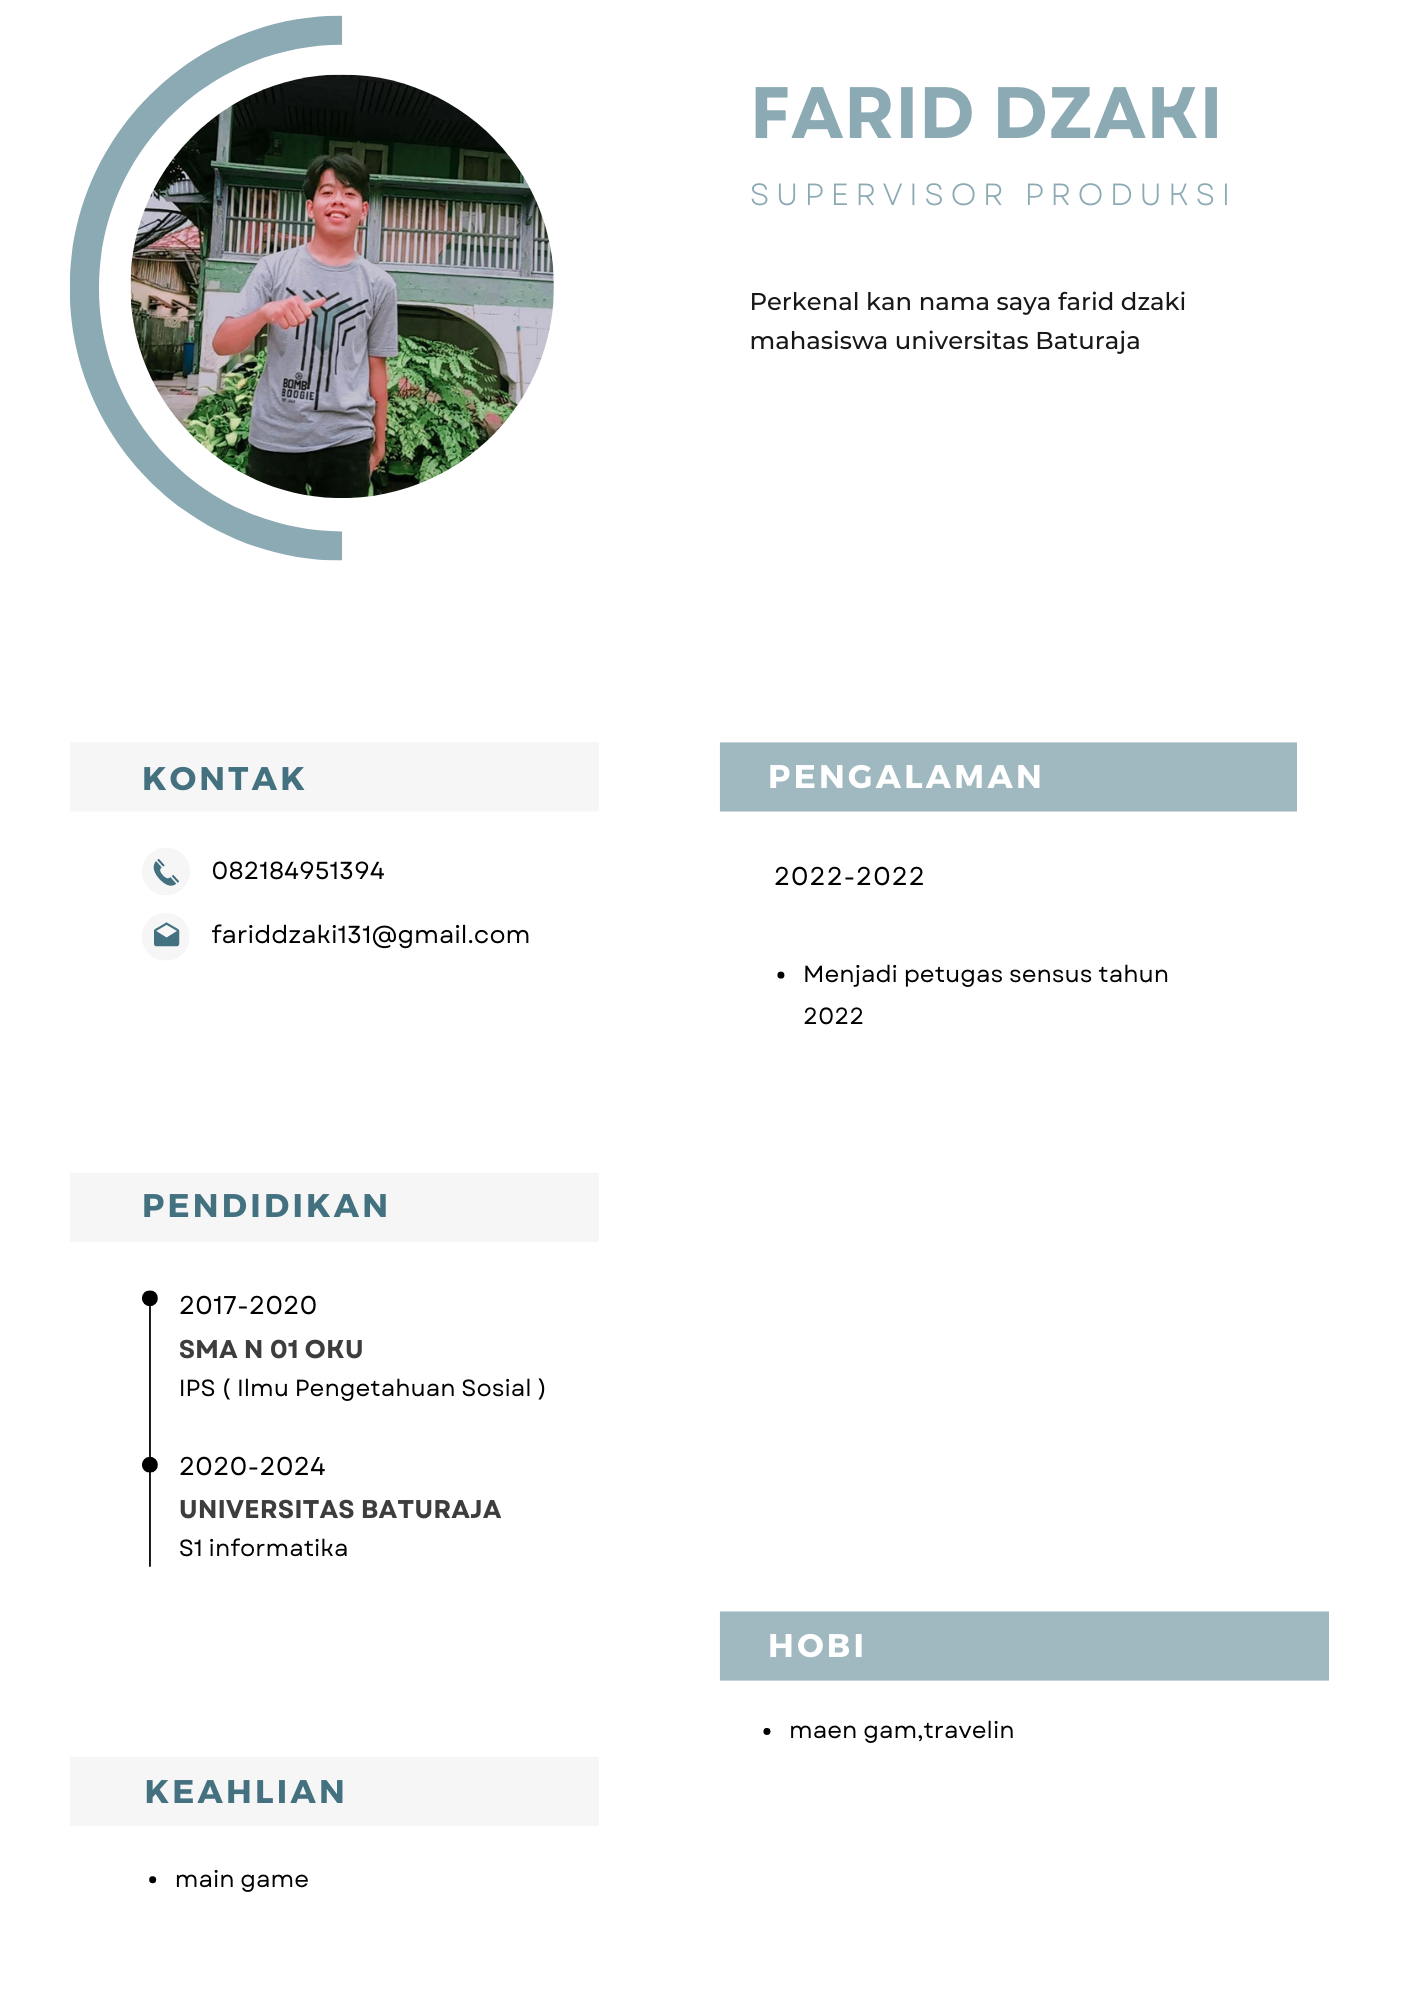 FARID DZAKI
SUPERVISOR PRODUKSI
Perkenal kan nama saya farid dzaki
mahasiswa universitas Baturaja
BOMB
BOOGIE
KONTAK
082184951394
fariddzaki131@gmail.com
PENDIDIKAN
2017-2020
SMA N 01 OKU
IPS ( Ilmu Pengetahuan Sosial )
2020-2024
UNIVERSITAS BATURAJA
S1 informatika
KEAHLIAN
• main game
PENGALAMAN
2022-2022
• Menjadi petugas sensus tahun
2022
HOBI
• maen gam,travelin